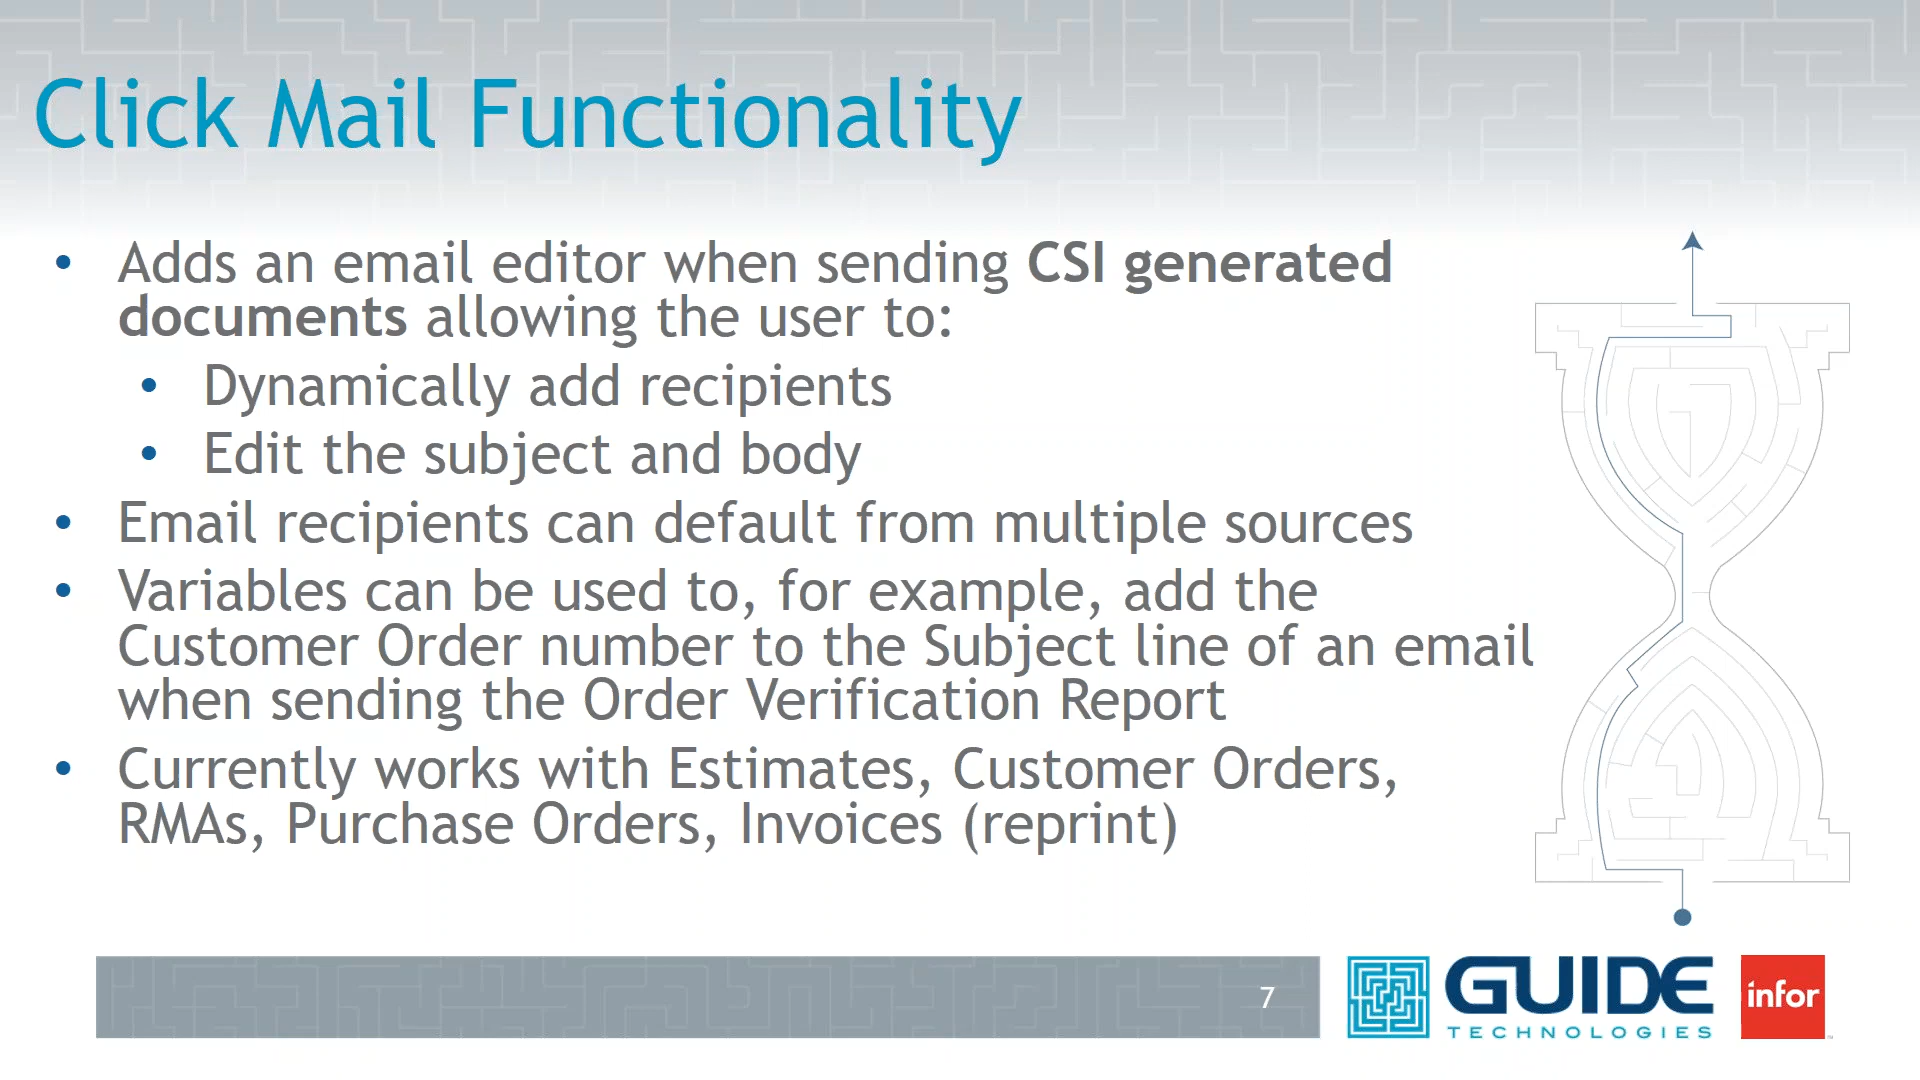 Click Mail Functionality
• Adds an email editor when sending CSI generated
documents allowing the user to:
• Dynamically add recipients
• Edit the subject and body
• Email recipients can default from multiple sources
• Variables can be used to, for example, add the
Customer Order number to the Subject line of an email
when sending the Order Verification Report
• Currently works with Estimates, Customer Orders,
RMAs, Purchase Orders, Invoices (reprint)
7
GUIDE
TECHNOLOGIES
infor